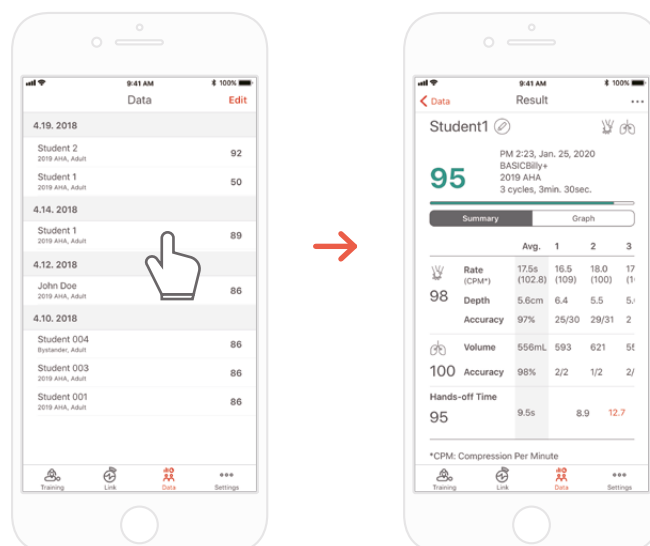 9:41 AM
100%
Data
Edit
4.19. 2018
Student 2
92
2019 AHA, Adult
Student 1
50
2019 AHA, Adult
4.14. 2018
Student 1
89
2019 AHA, Adult
4.12. 2018
John Doe
86
2019 AHA, Adult
4.10. 2018
Student 004
86
Bystander, Adult
Student 003
86
2019 AHA, Adult
Student 001
86
2019 AHA, Adult
Training Link Data Settings
9:41 AM
100%
Data
Result
Student1
95
PM 2:23, Jan. 25, 2020
BASICBilly+
2019 AHA
3 cycles, 3min. 30sec.
Summary Graph
Avg. 1 2 3
Rate 17.5s 16.5 18.0 17
(CPM*) (102.8) (109) (100) (1
98 Depth 5.6cm 6.4 5.5 5.
Accuracy 97% 25/30 29/31 2
Volume 556mL 593 621 5
100 Accuracy 98% 2/2 1/2 2/
Hands-off Time
95 9.5s 8.9 12.7
*CPM: Compression Per Minute
Training Link Data Settings